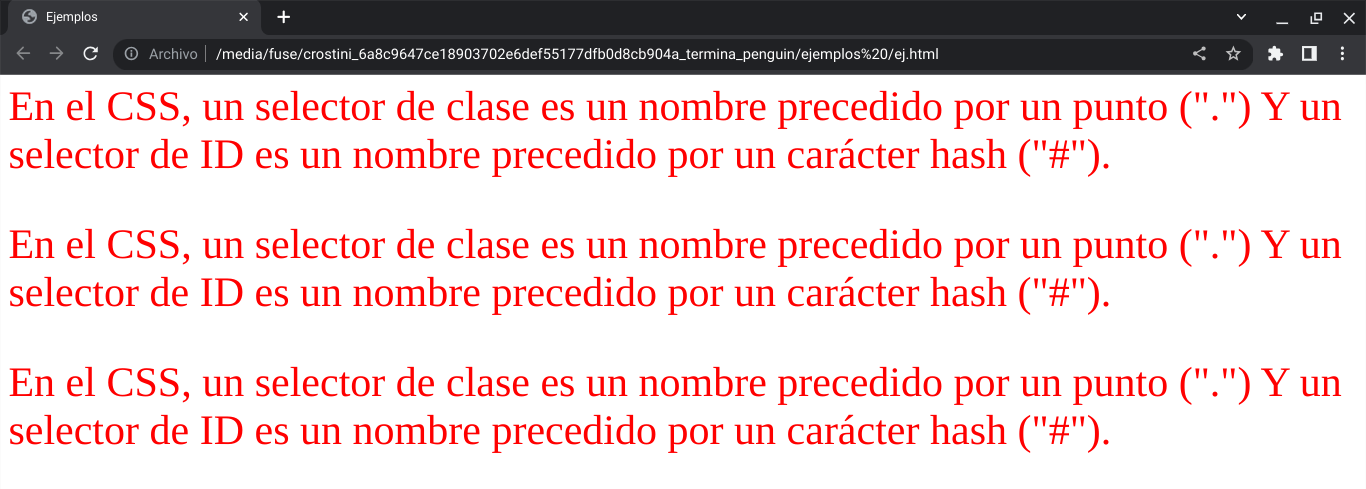 Ejemplos
Archivo /media/fuse/crostini_6a8c9647ce18903702e6def55177dfb0d8cb904a_termina_penguin/ejemplos%20/ej.html
En el CSS, un selector de clase es un nombre precedido por un punto (".") Y un
selector de ID es un nombre precedido por un carácter hash ("#").
En el CSS, un selector de clase es un nombre precedido por un punto (".") Y un
selector de ID es un nombre precedido por un carácter hash ("#").
En el CSS, un selector de clase es un nombre precedido por un punto (".") Y un
selector de ID es un nombre precedido por un carácter hash ("#").